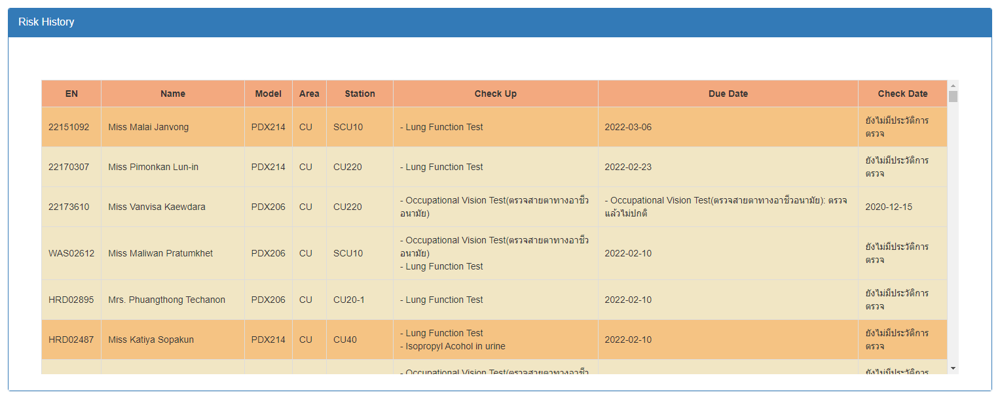 Risk History
EN Name Model Area Station Check Up Due Date Check Date
22151092 Miss Malai Janvong PDX214 CU SCU10 - Lung Function Test 2022-03-06 ยังไม่มีประวัติการ
ตรวจ
22170307 Miss Pimonkan Lun-in PDX214 CU CU220 - Lung Function Test 2022-02-23 ยังไม่มีประวัติการ
ตรวจ
22173610 Miss Vanvisa Kaewdara PDX206 CU CU220 - Occupational Vision Test(ตรวจสายตาทางอาชีว
อนามัย)
- Occupational Vision Test(ตรวจสายตาทางอาชีวอนามัย): ตรวจ
แล้วไม่ปกติ
2020-12-15
WAS02612 Miss Maliwan Pratumkhet PDX206 CU SCU10 - Occupational Vision Test(ตรวจสายตาทางอาชีว
อนามัย)
- Lung Function Test
2022-02-10 ยังไม่มีประวัติการ
ตรวจ
HRD02895 Mrs. Phuangthong Techanon PDX206 CU CU20-1 - Lung Function Test 2022-02-10 ยังไม่มีประวัติการ
ตรวจ
HRD02487 Miss Katiya Sopakun PDX214 CU CU40 - Lung Function Test
- Isopropyl Acohol in urine
2022-02-10 ยังไม่มีประวัติการ
ตรวจ
- Occupational Vision Test(ตรวจสายตาทางอาชีว ยังไม่มีประวัติการ